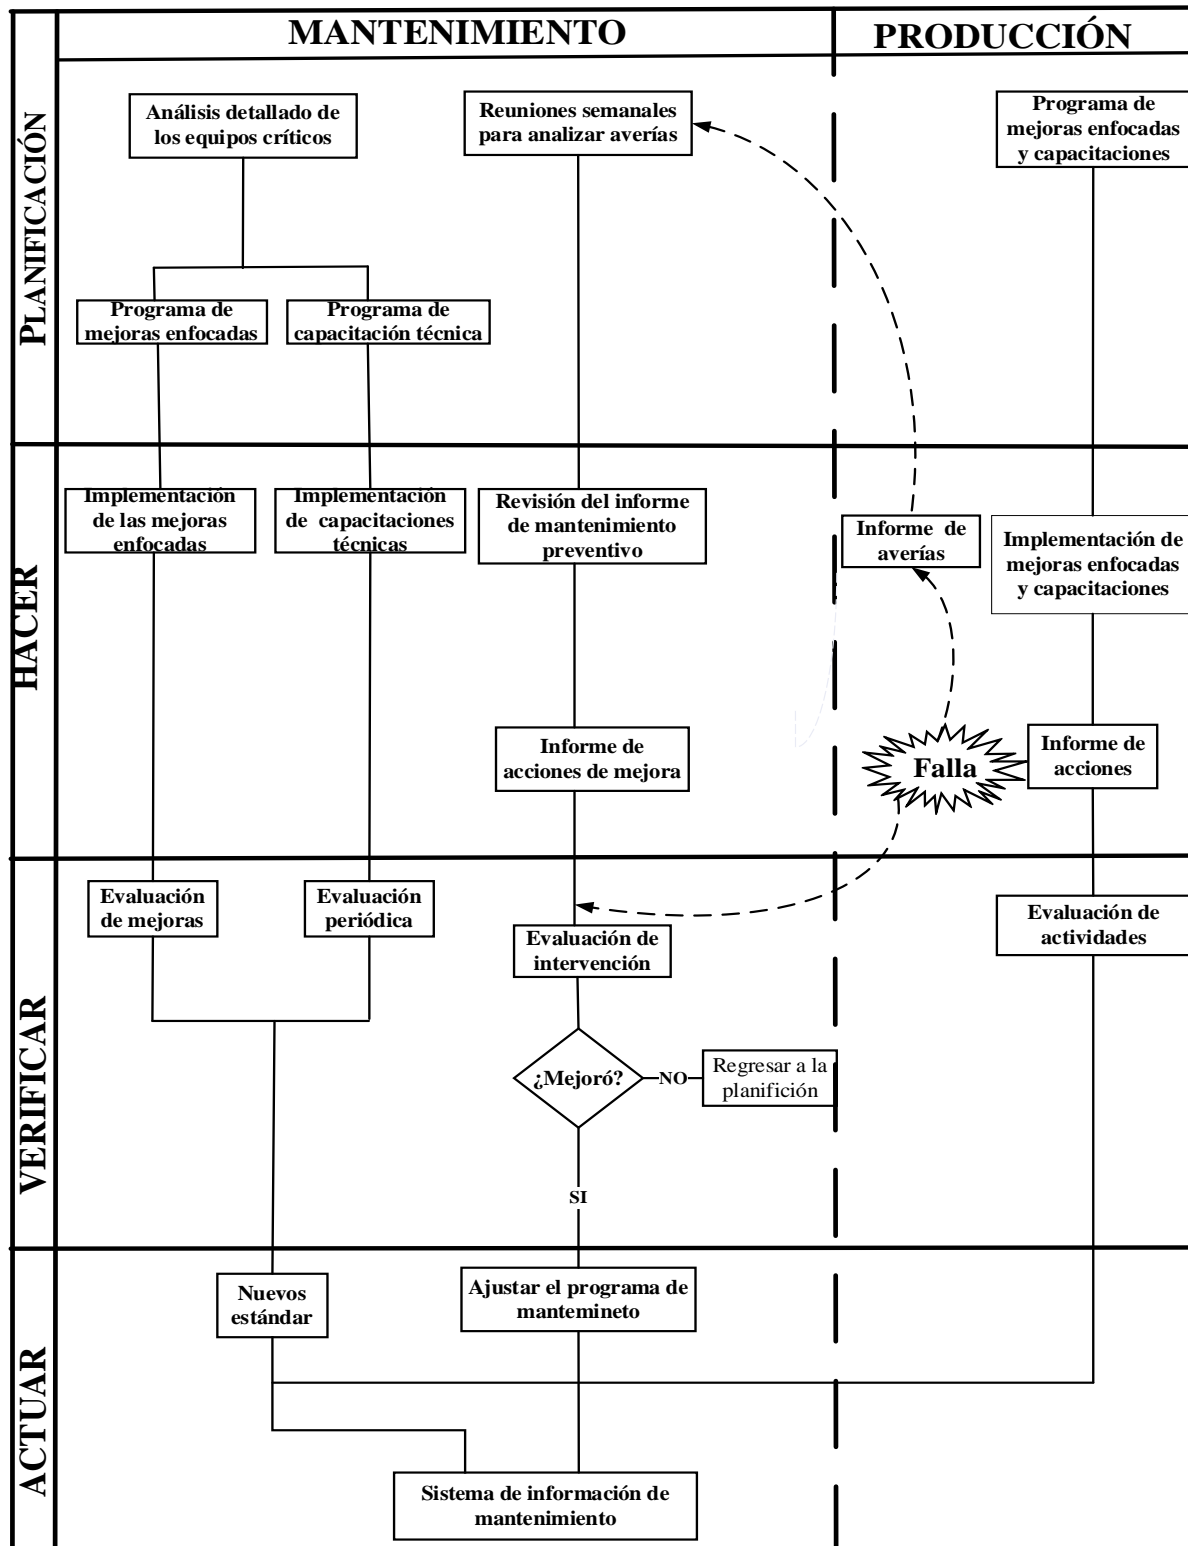 MANTENIMIENTO
PRODUCCIÓN
PLANIFICACIÓN
Análisis detallado de
los equipos críticos
Reuniones semanales
para analizar averías
Programa de
mejoras enfocadas
y capacitaciones
Programa de
mejoras enfocadas
Programa de
capacitación técnica
HACER
Implementación
de las mejoras
enfocadas
Implementación
de capacitaciones
técnicas
Revisión del informe
de mantenimiento
preventivo
Informe de
averías
Implementación de
mejoras enfocadas
y capacitaciones
Informe de
acciones de mejora
Falla
Informe de
acciones
VERIFICAR
Evaluación
de mejoras
Evaluación
periódica
Evaluación de
intervención
Evaluación de
actividades
¿Mejoró?
NO
Regresar a la
planifición
SI
ACTUAR
Nuevos
estándar
Ajustar el programa de
mantemineto
Sistema de información de
mantenimiento